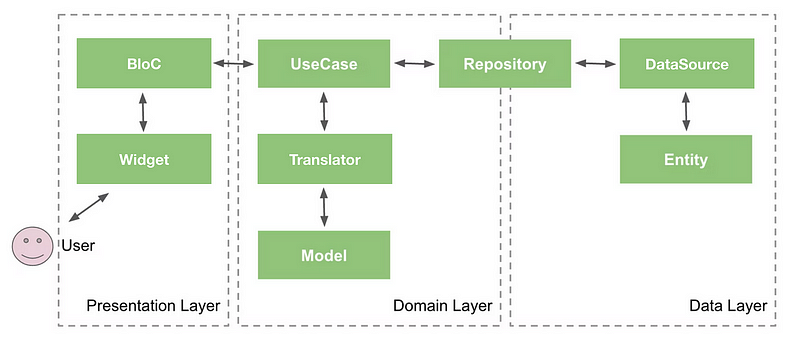 BloC
UseCase
Repository
DataSource
Widget
Translator
Entity
User
Model
Presentation Layer
Domain Layer
Data Layer